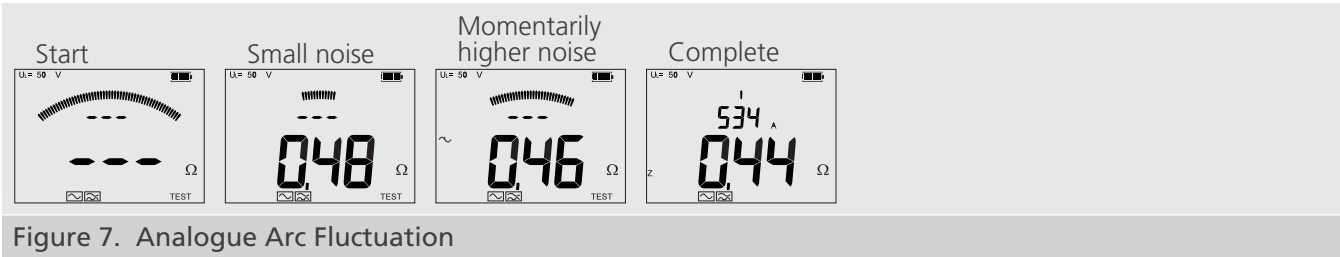 Start
Small noise
Momentarily
higher noise
Complete
UL= 50 V
---
--- Ω
TEST
UL= 50 V
---
0,48 Ω
TEST
UL= 50 V
---
0,46 Ω
TEST
UL= 50 V
534 A
Z 0,44 Ω
Figure 7. Analogue Arc Fluctuation